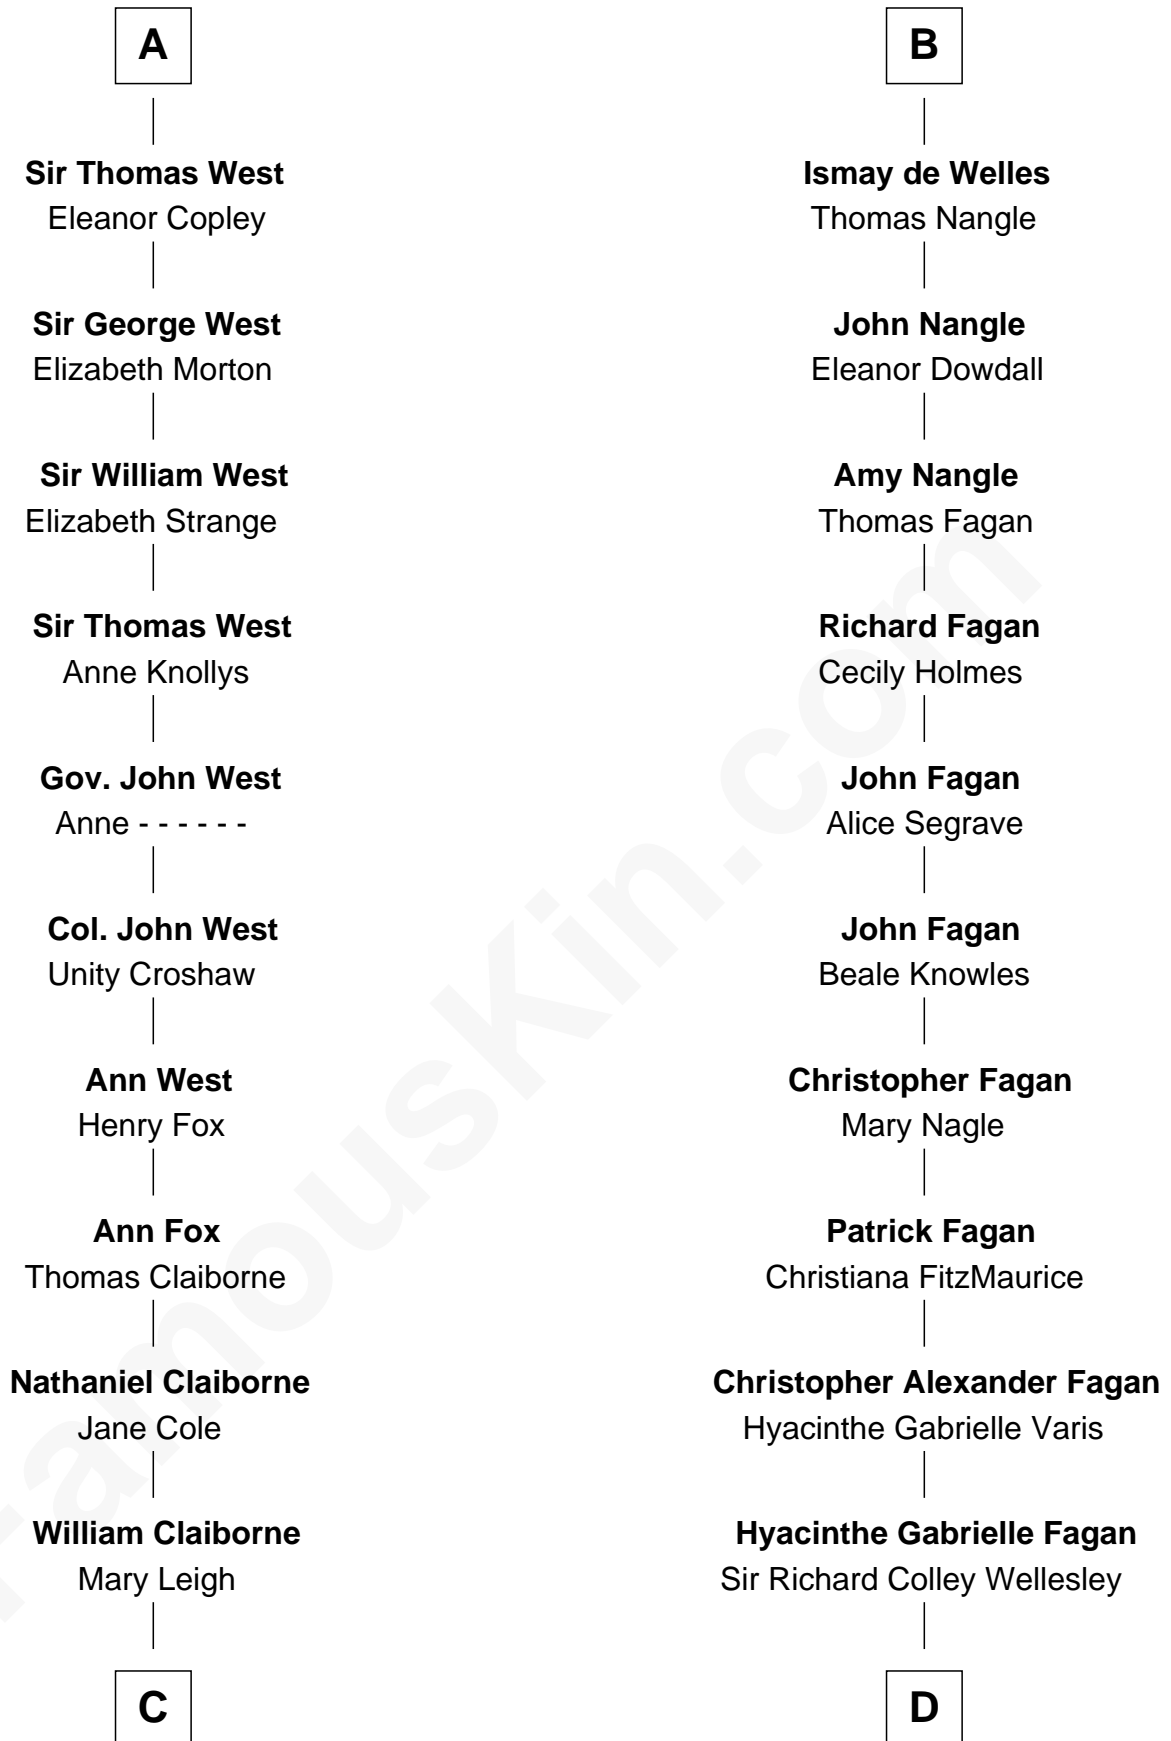 A
Sir Thomas West
Eleanor Copley
Sir George West
Elizabeth Morton
Sir William West
Elizabeth Strange
Sir Thomas West
Anne Knollys
Gov. John West
Anne - - - - - -
Col. John West
Unity Croshaw
Ann West
Henry Fox
Ann Fox
Thomas Claiborne
Nathaniel Claiborne
Jane Cole
William Claiborne
Mary Leigh
C
B
Ismay de Welles
Thomas Nangle
John Nangle
Eleanor Dowdall
Amy Nangle
Thomas Fagan
Richard Fagan
Cecily Holmes
John Fagan
Alice Segrave
John Fagan
Beale Knowles
Christopher Fagan
Mary Nagle
Patrick Fagan
Christiana FitzMaurice
Christopher Alexander Fagan
Hyacinthe Gabrielle Varis
Hyacinthe Gabrielle Fagan
Sir Richard Colley Wellesley
D
FamousKin.com